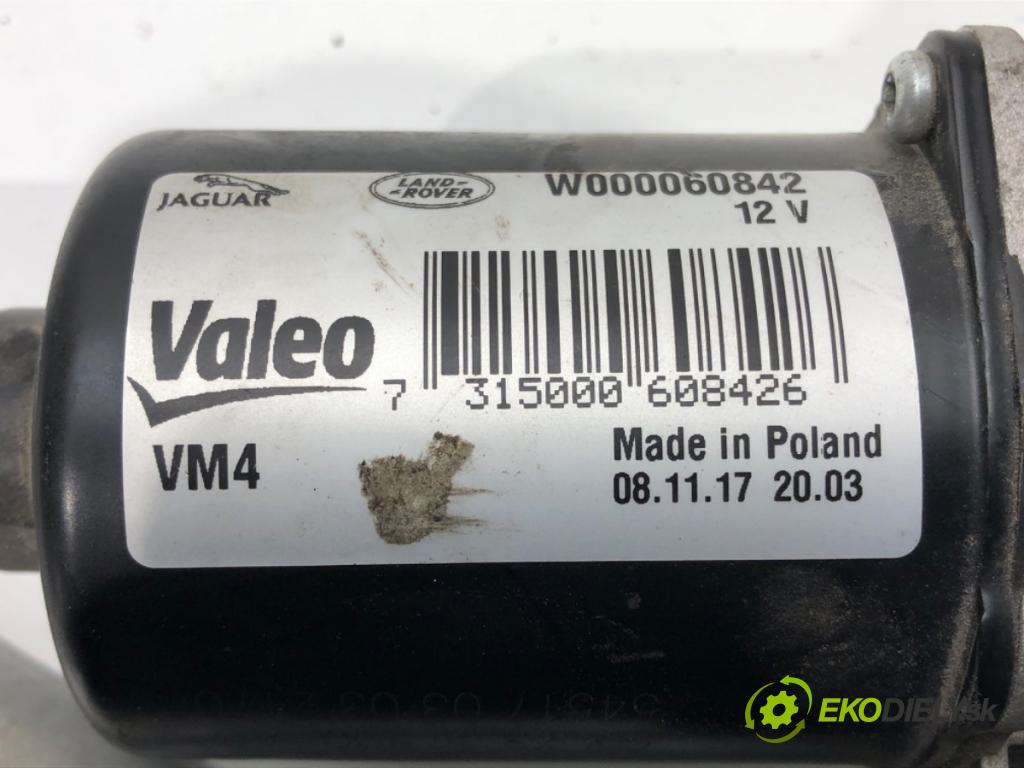 JAGUAR
LAND-
-ROVER
W000060842
12 V
Valeo
7 315000 608426
VM4
Made in Poland
08.11.17 20.03
EKODIELY.sk